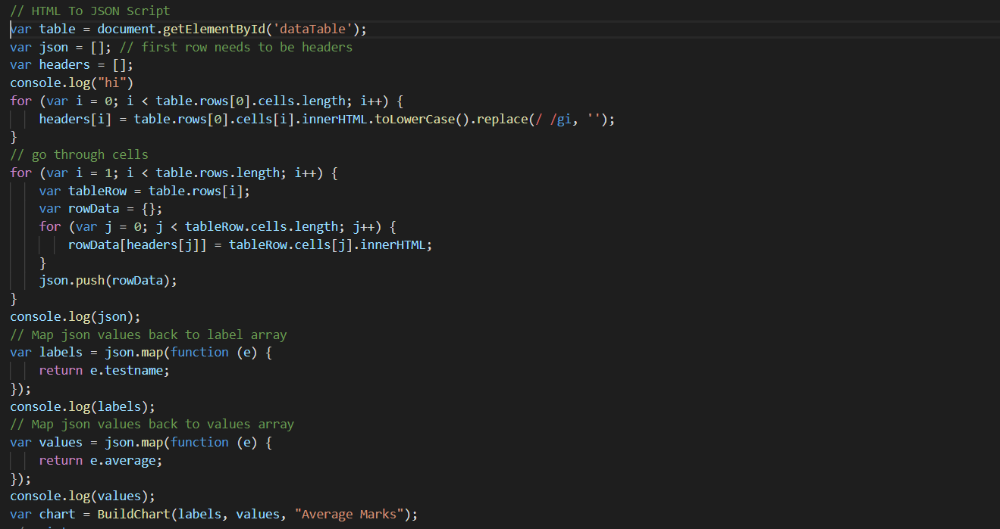 // HTML To JSON Script
var table = document.getElementById('dataTable');
var json = []; // first row needs to be headers
var headers = [];
console.log("hi")
for (var i = 0; i < table.rows[0].cells.length; i++) {
    headers[i] = table.rows[0].cells[i].innerHTML.toLowerCase().replace(/ /gi, '');
}
// go through cells
for (var i = 1; i < table.rows.length; i++) {
    var tableRow = table.rows[i];
    var rowData = {};
    for (var j = 0; j < tableRow.cells.length; j++) {
        rowData[headers[j]] = tableRow.cells[j].innerHTML;
    }
    json.push(rowData);
}
console.log(json);
// Map json values back to label array
var labels = json.map(function (e) {
    return e.testname;
});
console.log(labels);
// Map json values back to values array
var values = json.map(function (e) {
    return e.average;
});
console.log(values);
var chart = BuildChart(labels, values, "Average Marks");